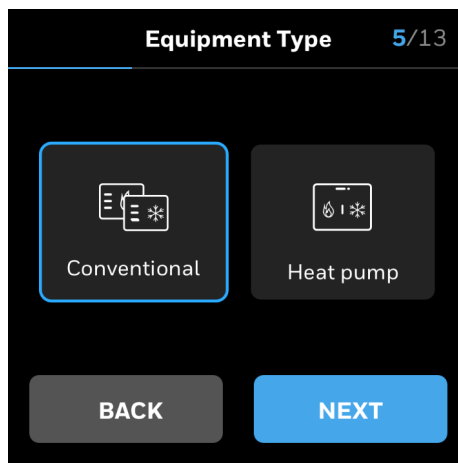 Equipment Type 5/13
Conventional
Heat pump
BACK
NEXT